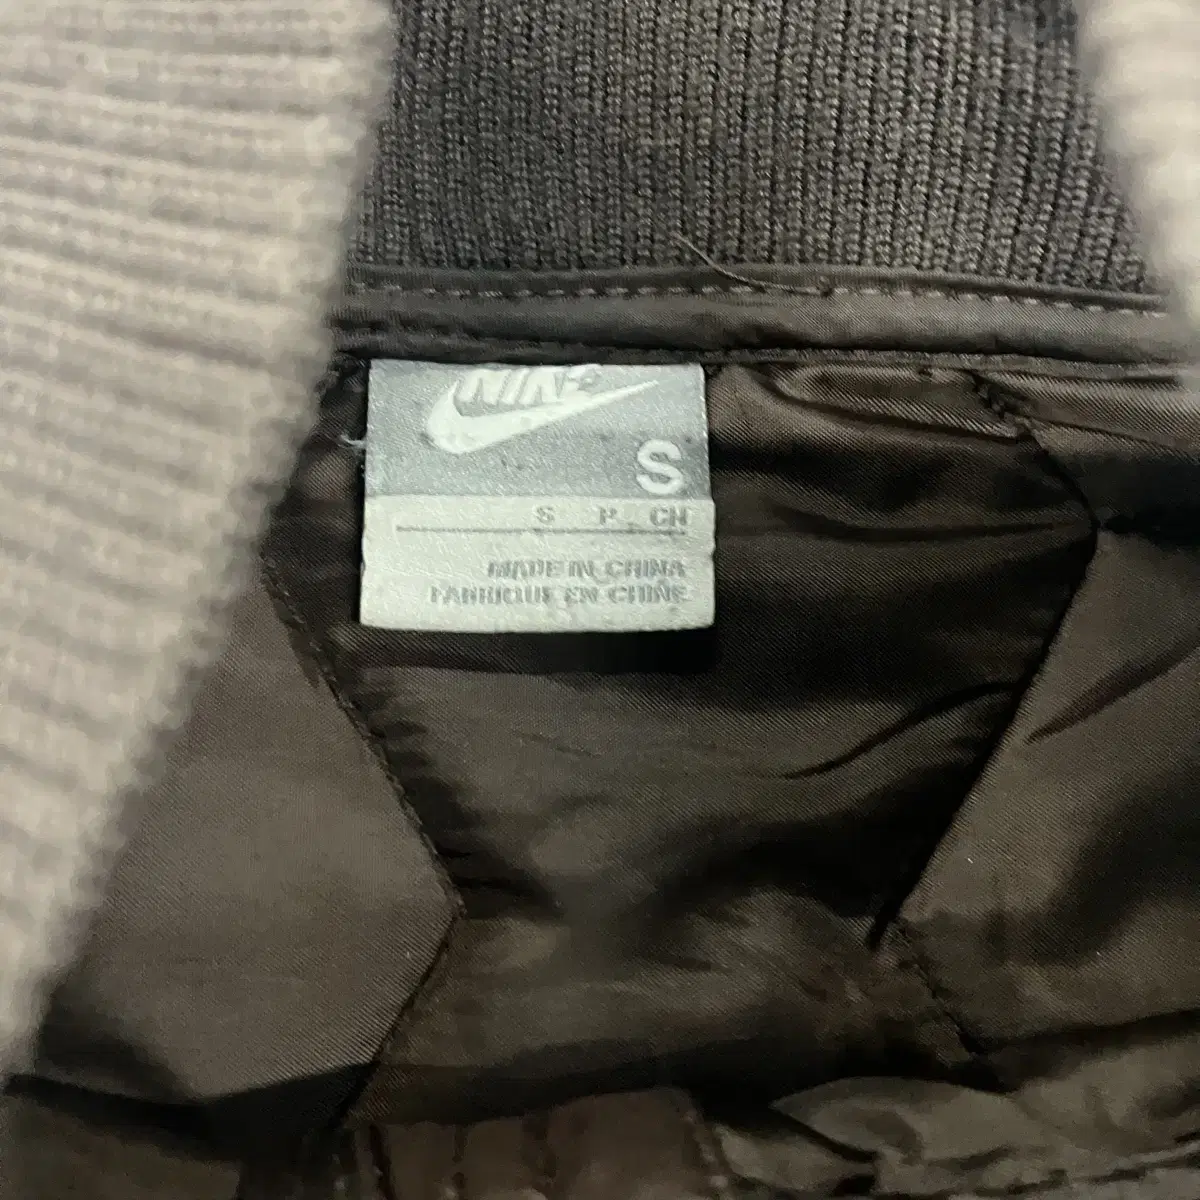 NIKE
S
S P CH
MADE IN CHINA
FABRIQUE EN CHINE